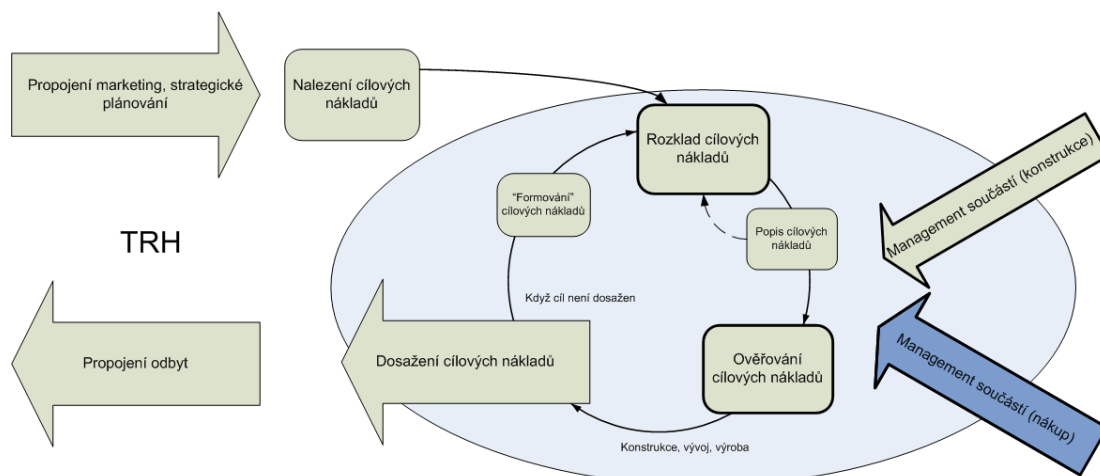 Propojení marketing, strategické
plánování
Nalezení cílových
nákladů
Rozklad cílových
nákladů
Management součástí (konstrukce)
“Formování”
cílových nákladů
Popis cílových
nákladů
TRH
Když cíl není dosažen
Propojení odbyt
Dosažení cílových nákladů
Ověřování
cílových nákladů
Management součástí (nákup)
Konstrukce, vývoj, výroba